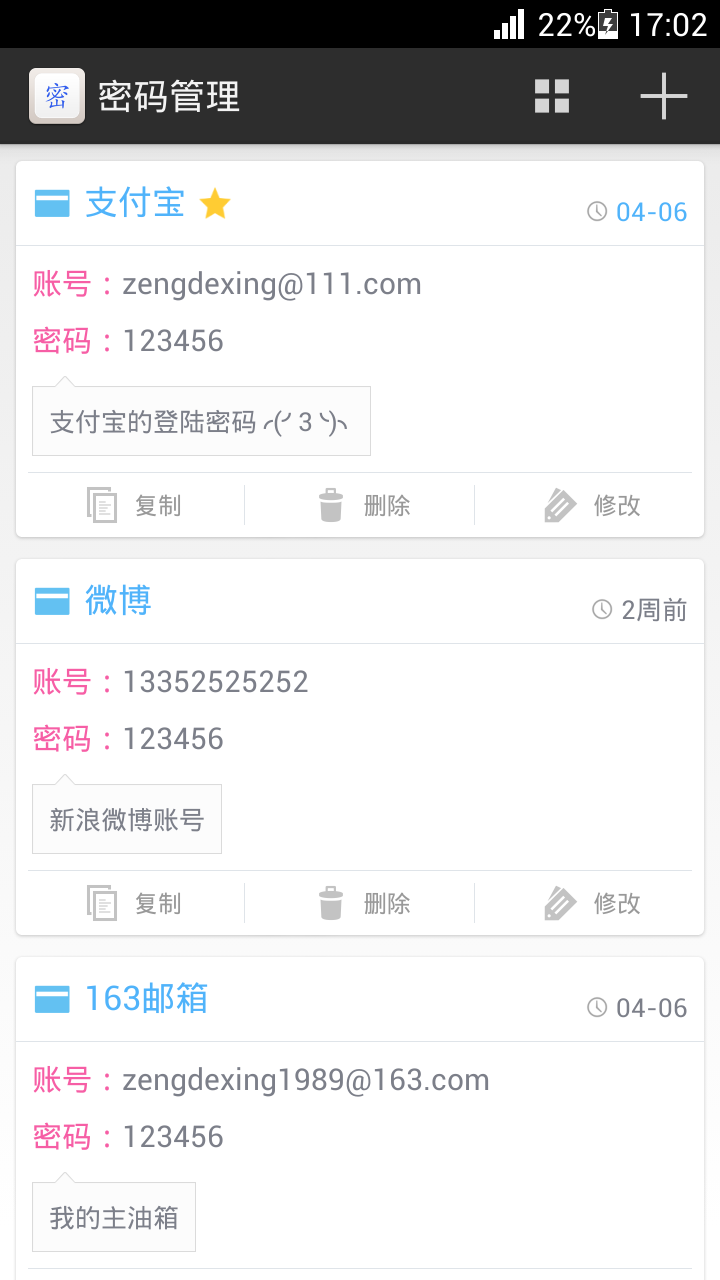 22% 17:02
密 密码管理
支付宝 04-06
账号：zengdexing@111.com
密码：123456
支付宝的登陆密码 ╭(╯3╰)╮
复制 删除 修改
微博 2周前
账号：13352525252
密码：123456
新浪微博账号
复制 删除 修改
163邮箱 04-06
账号：zengdexing1989@163.com
密码：123456
我的主油箱